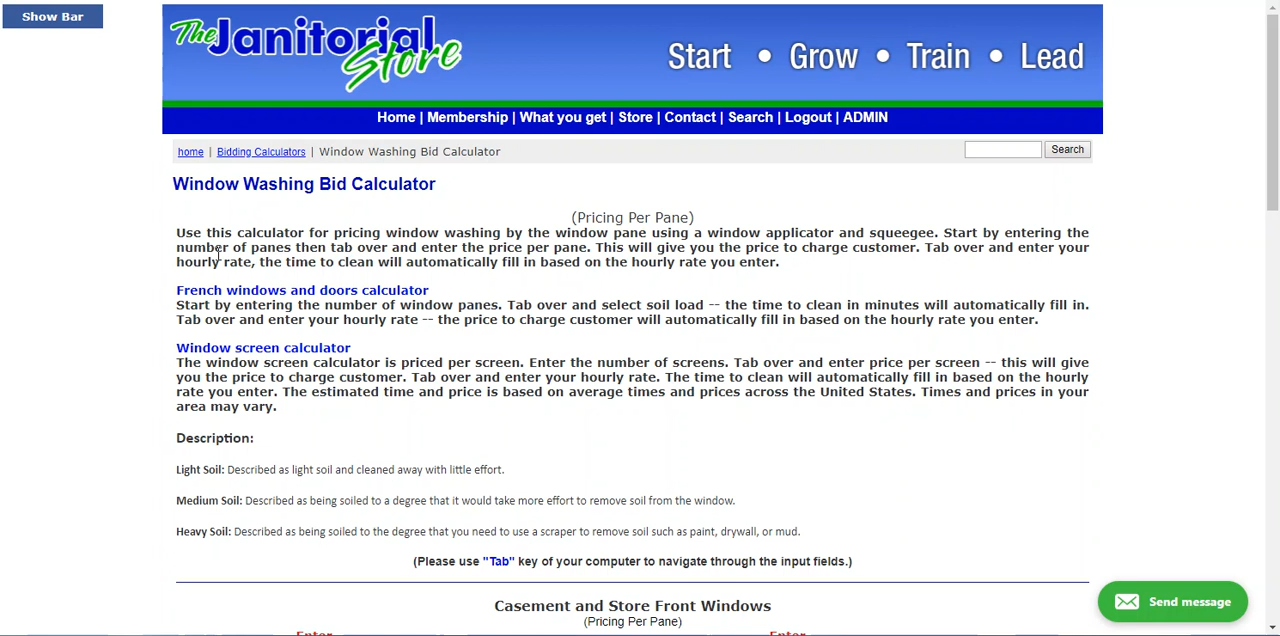 Show Bar
The Janitorial Store
Start • Grow • Train • Lead
Home | Membership | What you get | Store | Contact | Search | Logout | ADMIN
home | Bidding Calculators | Window Washing Bid Calculator
Search
Window Washing Bid Calculator
(Pricing Per Pane)
Use this calculator for pricing window washing by the window pane using a window applicator and squeegee. Start by entering the
number of panes then tab over and enter the price per pane. This will give you the price to charge customer. Tab over and enter your
hourly rate, the time to clean will automatically fill in based on the hourly rate you enter.
French windows and doors calculator
Start by entering the number of window panes. Tab over and select soil load -- the time to clean in minutes will automatically fill in.
Tab over and enter your hourly rate -- the price to charge customer will automatically fill in based on the hourly rate you enter.
Window screen calculator
The window screen calculator is priced per screen. Enter the number of screens. Tab over and enter price per screen -- this will give
you the price to charge customer. Tab over and enter your hourly rate. The time to clean will automatically fill in based on the hourly
rate you enter. The estimated time and price is based on average times and prices across the United States. Times and prices in your
area may vary.
Description:
Light Soil: Described as light soil and cleaned away with little effort.
Medium Soil: Described as being soiled to a degree that it would take more effort to remove soil from the window.
Heavy Soil: Described as being soiled to the degree that you need to use a scraper to remove soil such as paint, drywall, or mud.
(Please use "Tab" key of your computer to navigate through the input fields.)
Send message
Casement and Store Front Windows
(Pricing Per Pane)
Enter Enter